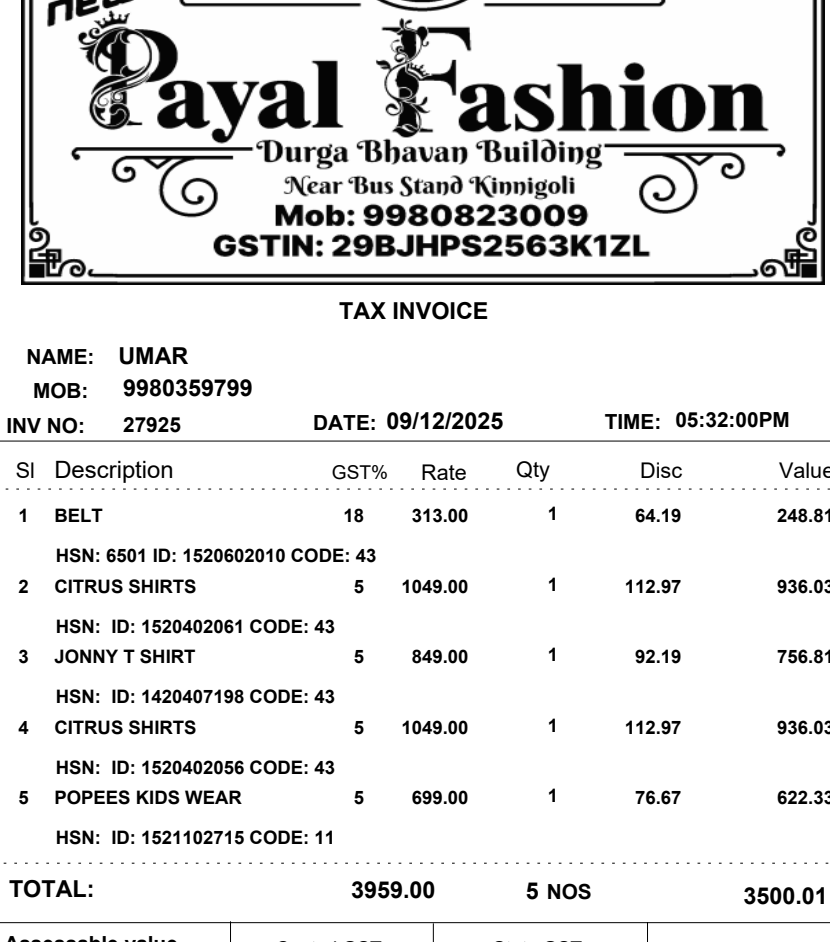 new
Payal Fashion
Durga Bhavan Building
Near Bus Stand Kinnigoli
Mob: 9980823009
GSTIN: 29BJHPS2563K1ZL
TAX INVOICE
NAME: UMAR
MOB: 9980359799
INV NO: 27925 DATE: 09/12/2025 TIME: 05:32:00PM
Sl Description GST% Rate Qty Disc Value
1 BELT 18 313.00 1 64.19 248.81
HSN: 6501 ID: 1520602010 CODE: 43
2 CITRUS SHIRTS 5 1049.00 1 112.97 936.03
HSN: ID: 1520402061 CODE: 43
3 JONNY T SHIRT 5 849.00 1 92.19 756.81
HSN: ID: 1420407198 CODE: 43
4 CITRUS SHIRTS 5 1049.00 1 112.97 936.03
HSN: ID: 1520402056 CODE: 43
5 POPEES KIDS WEAR 5 699.00 1 76.67 622.33
HSN: ID: 1521102715 CODE: 11
TOTAL: 3959.00 5 NOS 3500.01